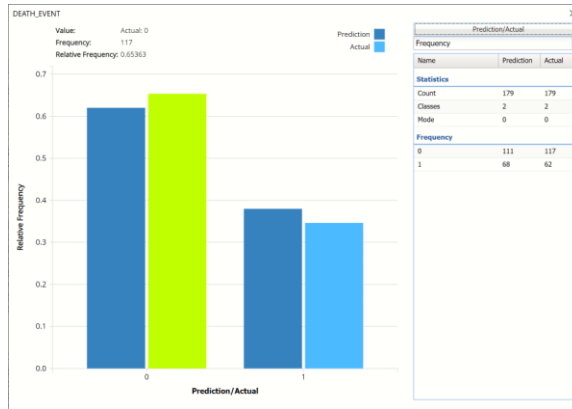 DEATH_EVENT
Value: Actual: 0
Frequency: 117
Relative Frequency: 0.65363
Prediction
Actual
0.7
0.6
0.5
0.4
0.3
0.2
0.1
0.0
Relative Frequency
0 1
Prediction/Actual
Prediction/Actual
Frequency
Name Prediction Actual
Statistics
Count 179 179
Classes 2 2
Mode 0 0
Frequency
0 111 117
1 68 62